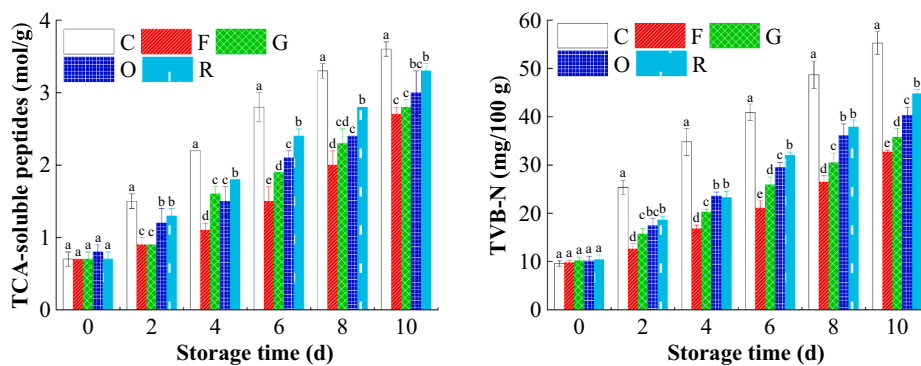 TCA-soluble peptides (mol/g)
4
3
2
1
0
C F G
O R
a a a a a
a c c b b
a d c c b
a e d c b
a d cd c b
a c c bc b
0 2 4 6 8 10
Storage time (d)
TVB-N (mg/100 g)
60
50
40
30
20
10
0
C F G
O R
a a a a a
a d c bc b
a d c b b
a e d c b
a d c b b
a d d c b
0 2 4 6 8 10
Storage time (d)